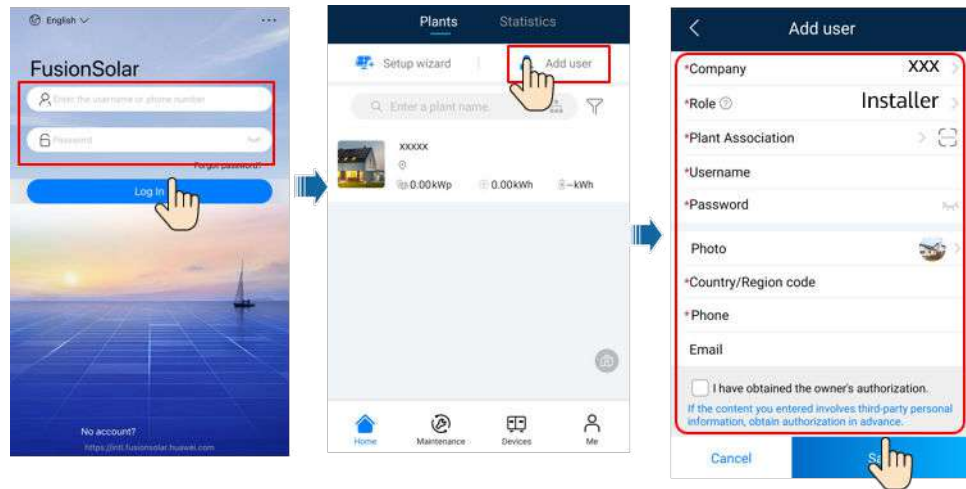 English
...
FusionSolar
Enter the username or phone number
Password
Forgot password?
Log In
No account?
https://intl.fusionsolar.huawei.com
Plants Statistics
Setup wizard Add user
Enter a plant name.
xxxxx
0.00kWp 0.00kWh --kWh
Home Maintenance Devices Me
Add user
*Company XXX
*Role Installer
*Plant Association
*Username
*Password
Photo
*Country/Region code
*Phone
Email
I have obtained the owner's authorization.
If the content you entered involves third-party personal
information, obtain authorization in advance.
Cancel